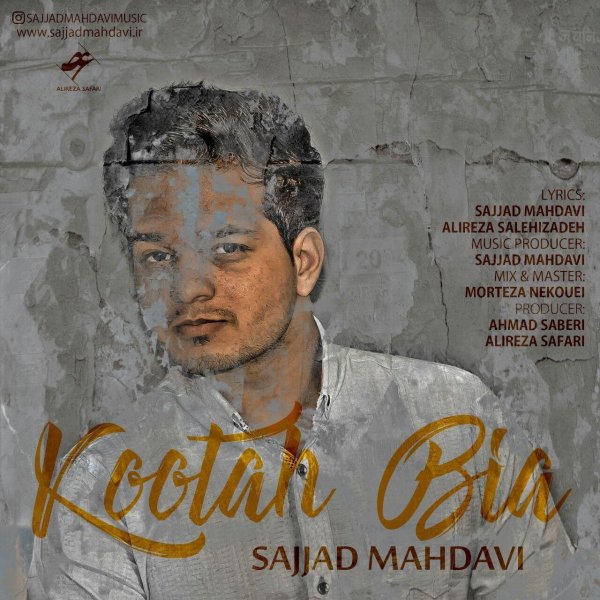 @SAJJADMAHDAVIMUSIC
www.sajjadmahdavi.ir
ALIREZA SAFARI
LYRICS:
SAJJAD MAHDAVI
ALIREZA SALEHIZADEH
MUSIC PRODUCER:
SAJJAD MAHDAVI
MIX & MASTER:
MORTEZA NEKOUEI
PRODUCER:
AHMAD SABERI
ALIREZA SAFARI
Kootah Bia
SAJJAD MAHDAVI